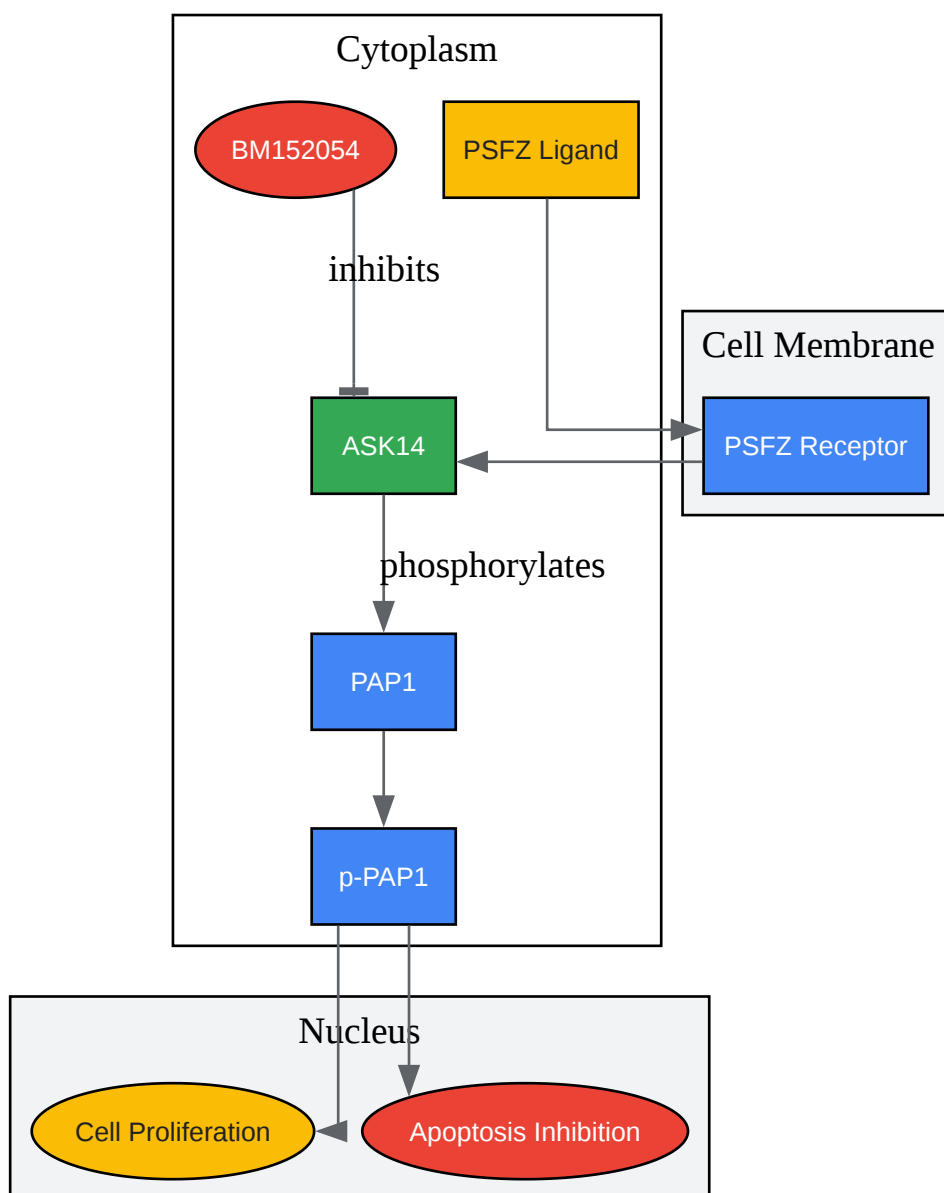 Cytoplasm
BM152054
PSFZ Ligand
inhibits
Cell Membrane
ASK14
PSFZ Receptor
phosphorylates
PAP1
p-PAP1
Nucleus
Cell Proliferation
Apoptosis Inhibition